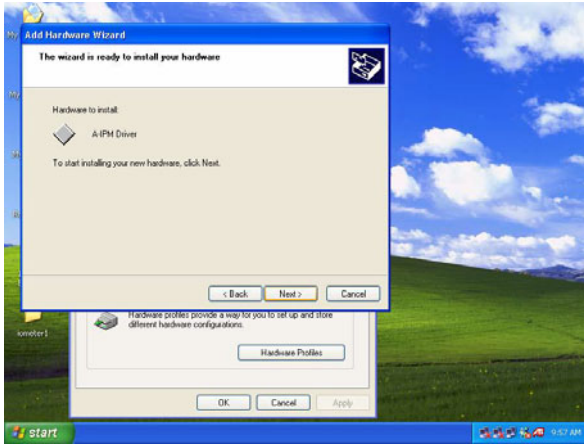 Add Hardware Wizard
The wizard is ready to install your hardware
Hardware to install:
A-IPM Driver
To start installing your new hardware, click Next.
< Back
Next >
Cancel
Hardware profiles provide a way for you to set up and store
different hardware configurations.
Hardware Profiles
OK
Cancel
Apply
iometer1
start
9:57 AM